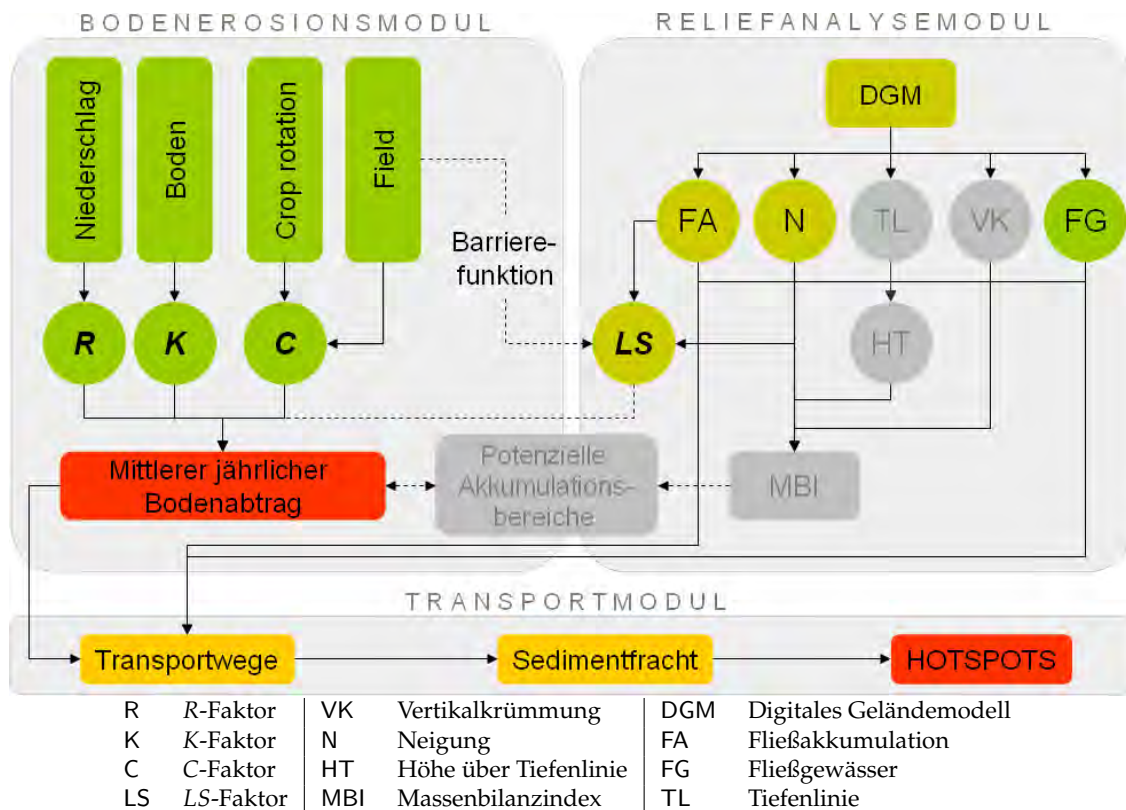 BODENEROSIONSMODUL
RELIEFANALYSEMODUL
Niederschlag
Boden
Crop rotation
Field
DGM
FA
N
TL
VK
FG
Barriere-
funktion
R
K
C
LS
HT
Mittlerer jährlicher
Bodenabtrag
Potenzielle
Akkumulations-
bereiche
MBI
TRANSPORTMODUL
Transportwege
Sedimentfracht
HOTSPOTS
R R-Faktor VK Vertikalkrümmung DGM Digitales Geländemodell
K K-Faktor N Neigung FA Fließakkumulation
C C-Faktor HT Höhe über Tiefenlinie FG Fließgewässer
LS LS-Faktor MBI Massenbilanzindex TL Tiefenlinie